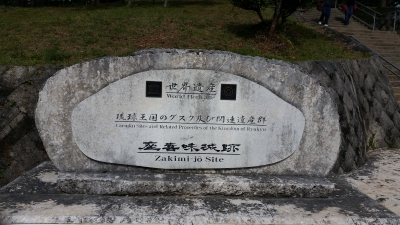 世界遺産
World Heritage
琉球王国のグスク及び関連遺産群
Gusuku Sites and Related Properties of the Kingdom of Ryukyu
座喜味城跡
Zakimi-jō Site